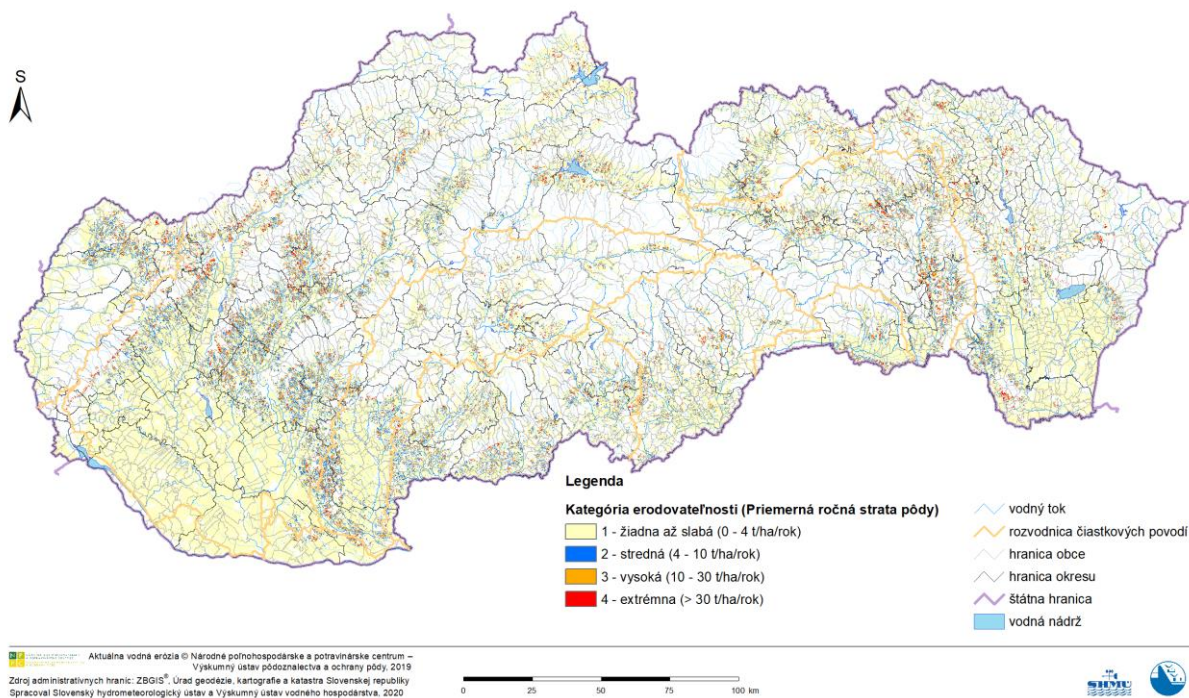 S
Legenda
Kategória erodovateľnosti (Priemerná ročná strata pôdy)
1 - žiadna až slabá (0 - 4 t/ha/rok)
2 - stredná (4 - 10 t/ha/rok)
3 - vysoká (10 - 30 t/ha/rok)
4 - extrémna (> 30 t/ha/rok)
vodný tok
rozvodnica čiastkových povodí
hranica obce
hranica okresu
štátna hranica
vodná nádrž
Aktuálna vodná erózia © Národné poľnohospodárske a potravinárske centrum –
Výskumný ústav pôdoznalectva a ochrany pôdy, 2019
Zdroj administratívnych hraníc: ZBGIS®, Úrad geodézie, kartografie a katastra Slovenskej republiky
Spracoval Slovenský hydrometeorologický ústav a Výskumný ústav vodného hospodárstva, 2020
0 25 50 75 100 km
SHMÚ